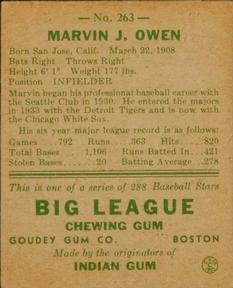 — No. 263 —
MARVIN J. OWEN
Born San Jose, Calif. March 22, 1908
Bats Right Throws Right
Height 6' 1" Weight 177 lbs.
Position INFIELDER
Marvin began his professional baseball career with
the Seattle Club in 1930. He entered the majors
in 1933 with the Detroit Tigers and is now with
the Chicago White Sox.
His six year major league record is as follows:
Games.....792 Runs.....363 Hits.....820
Total Bases.....1,196 Runs Batted In.....421
Stolen Bases.....20 Batting Average.....278
This is one of a series of 288 Baseball Stars
BIG LEAGUE
CHEWING GUM
GOUDEY GUM CO. BOSTON
Made by the originators of
INDIAN GUM